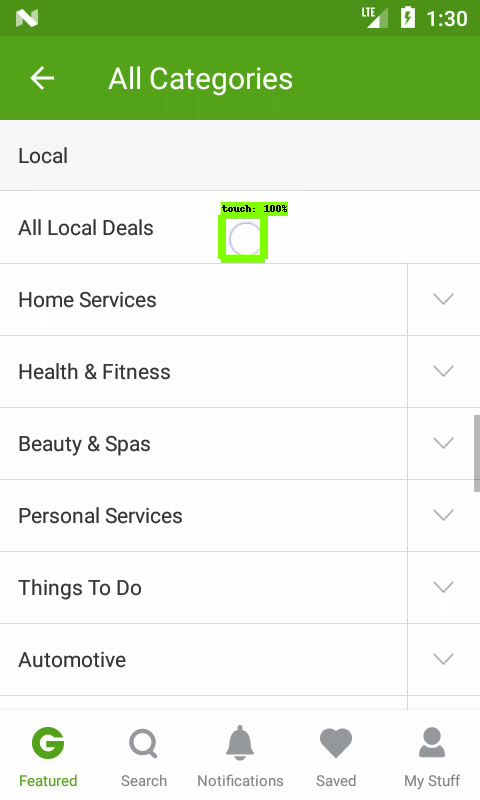 LTE 1:30
All Categories
Local
touch: 100%
All Local Deals
Home Services
Health & Fitness
Beauty & Spas
Personal Services
Things To Do
Automotive
Featured Search Notifications Saved My Stuff